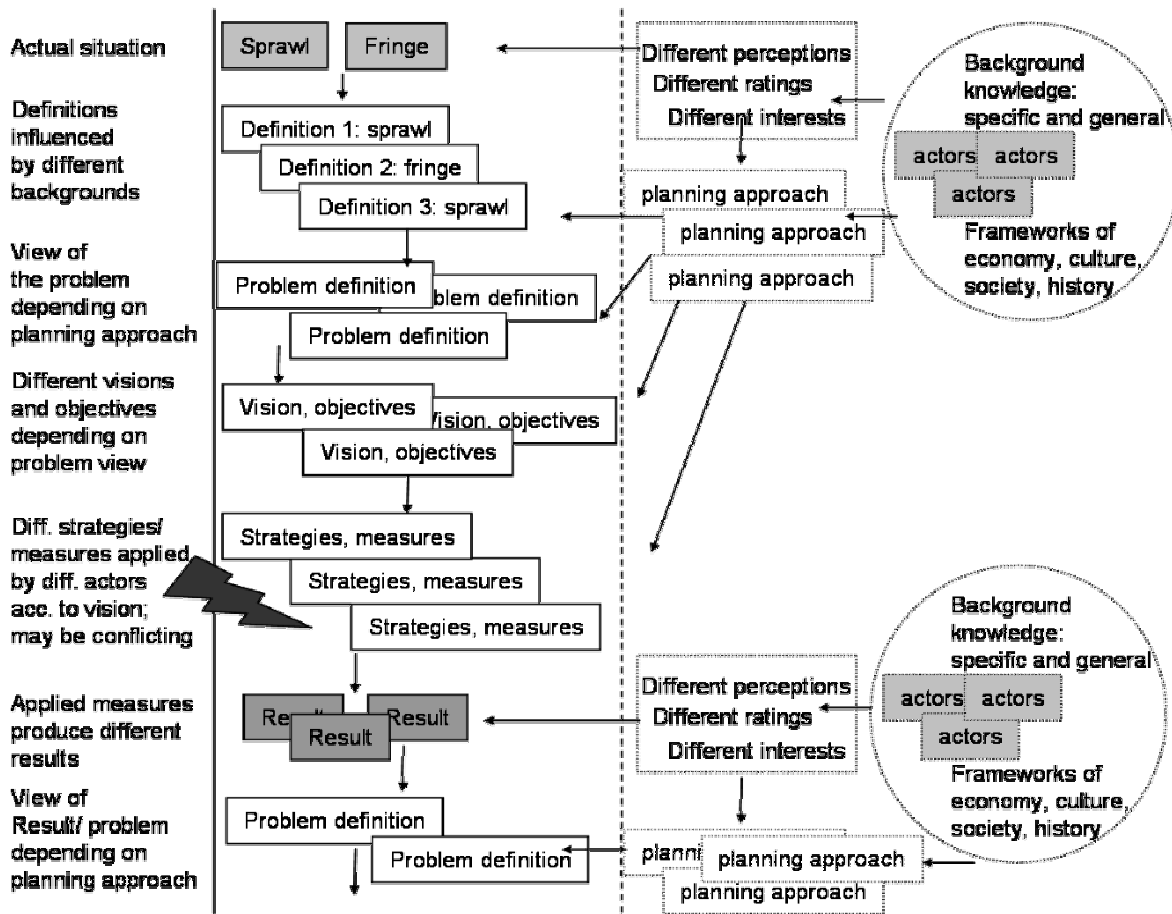 Actual situation
Definitions
influenced
by different
backgrounds
View of
the problem
depending on
planning approach
Different visions
and objectives
depending on
problem view
Diff. strategies/
measures applied
by diff. actors
acc. to vision;
may be conflicting
Applied measures
produce different
results
View of
Result/ problem
depending on
planning approach
Sprawl
Fringe
Definition 1: sprawl
Definition 2: fringe
Definition 3: sprawl
Problem definition
definition
Problem definition
Vision, objectives
Vision, objectives
Vision, objectives
Strategies, measures
Strategies, measures
Strategies, measures
Result
Result
Problem definition
Problem definition
Different perceptions
Different ratings
Different interests
planning approach
planning approach
planning approach
Background
knowledge:
specific and general
actors
actors
actors
Frameworks of
economy, culture,
society, history
Different perceptions
Different ratings
Different interests
planning approach
planning approach
Background
knowledge:
specific and general
actors
actors
actors
Frameworks of
economy, culture,
society, history